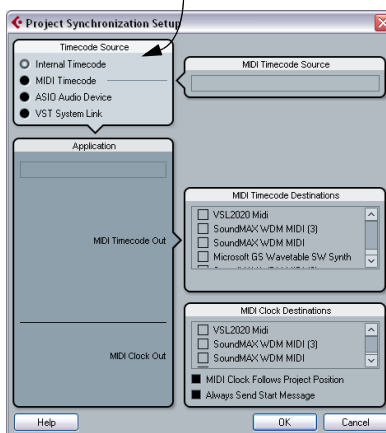 Project Synchronization Setup
Timecode Source
Internal Timecode
MIDI Timecode
ASIO Audio Device
VST System Link
MIDI Timecode Source
Application
MIDI Timecode Out
MIDI Timecode Destinations
VSL2020 Midi
SoundMAX WDM MIDI (3)
SoundMAX WDM MIDI
Microsoft GS Wavetable SW Synth
MIDI Clock Out
MIDI Clock Destinations
VSL2020 Midi
SoundMAX WDM MIDI (3)
SoundMAX WDM MIDI
MIDI Clock Follows Project Position
Always Send Start Message
Help
OK
Cancel